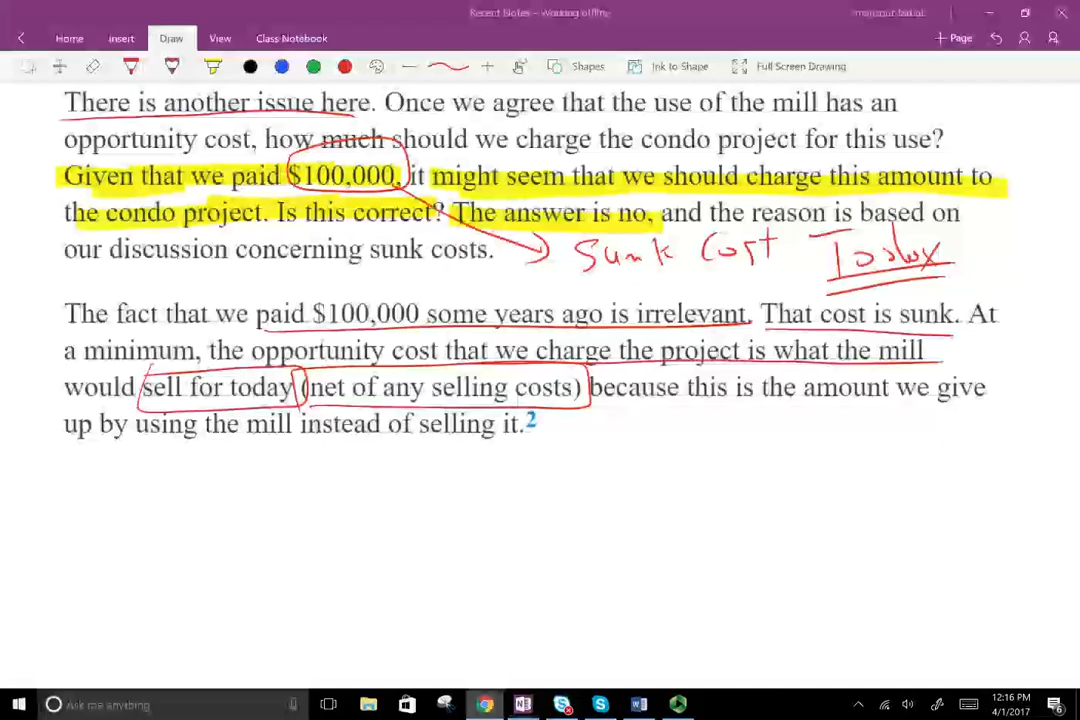 Recent Notes - Working offline
Home Insert Draw View Class Notebook
Page
Shapes Ink to Shape Full Screen Drawing
There is another issue here. Once we agree that the use of the mill has an
opportunity cost, how much should we charge the condo project for this use?
Given that we paid $100,000, it might seem that we should charge this amount to
the condo project. Is this correct? The answer is no, and the reason is based on
our discussion concerning sunk costs.
Sunk Cost Today
The fact that we paid $100,000 some years ago is irrelevant. That cost is sunk. At
a minimum, the opportunity cost that we charge the project is what the mill
would sell for today (net of any selling costs) because this is the amount we give
up by using the mill instead of selling it.2
Ask me anything
12:16 PM
4/1/2017